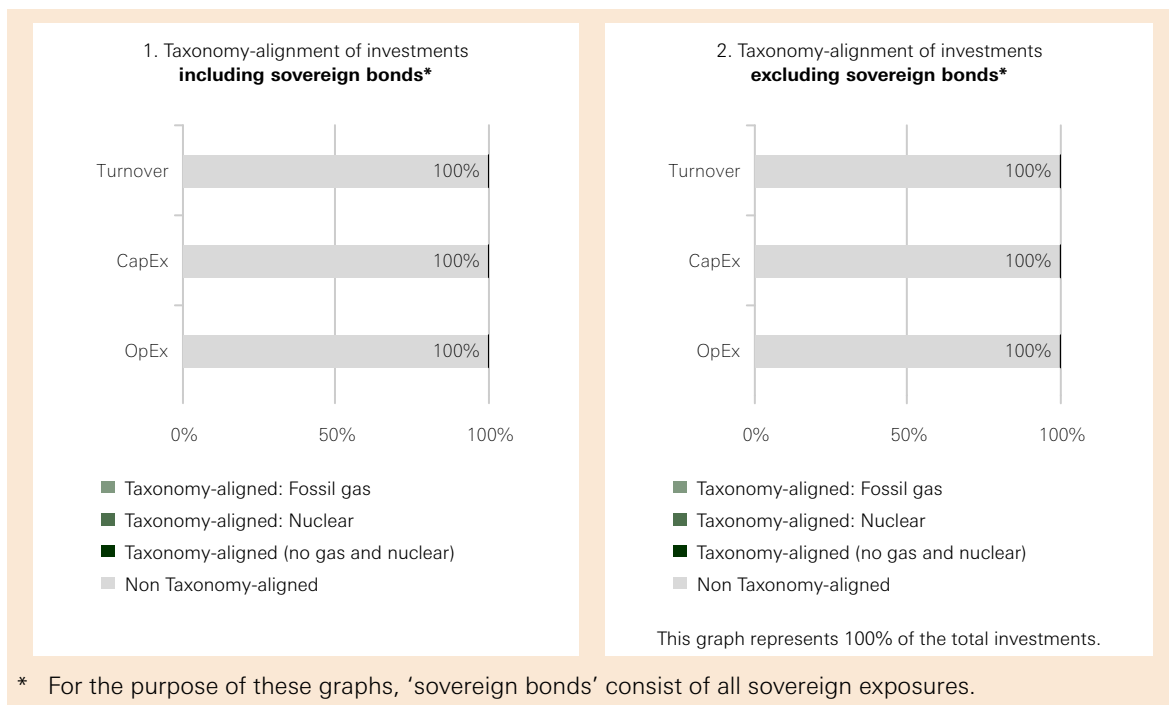 1. Taxonomy-alignment of investments
including sovereign bonds*
Turnover
100%
CapEx
100%
OpEx
100%
0%
50%
100%
Taxonomy-aligned: Fossil gas
Taxonomy-aligned: Nuclear
Taxonomy-aligned (no gas and nuclear)
Non Taxonomy-aligned
2. Taxonomy-alignment of investments
excluding sovereign bonds*
Turnover
100%
CapEx
100%
OpEx
100%
0%
50%
100%
Taxonomy-aligned: Fossil gas
Taxonomy-aligned: Nuclear
Taxonomy-aligned (no gas and nuclear)
Non Taxonomy-aligned
This graph represents 100% of the total investments.
* For the purpose of these graphs, ‘sovereign bonds’ consist of all sovereign exposures.